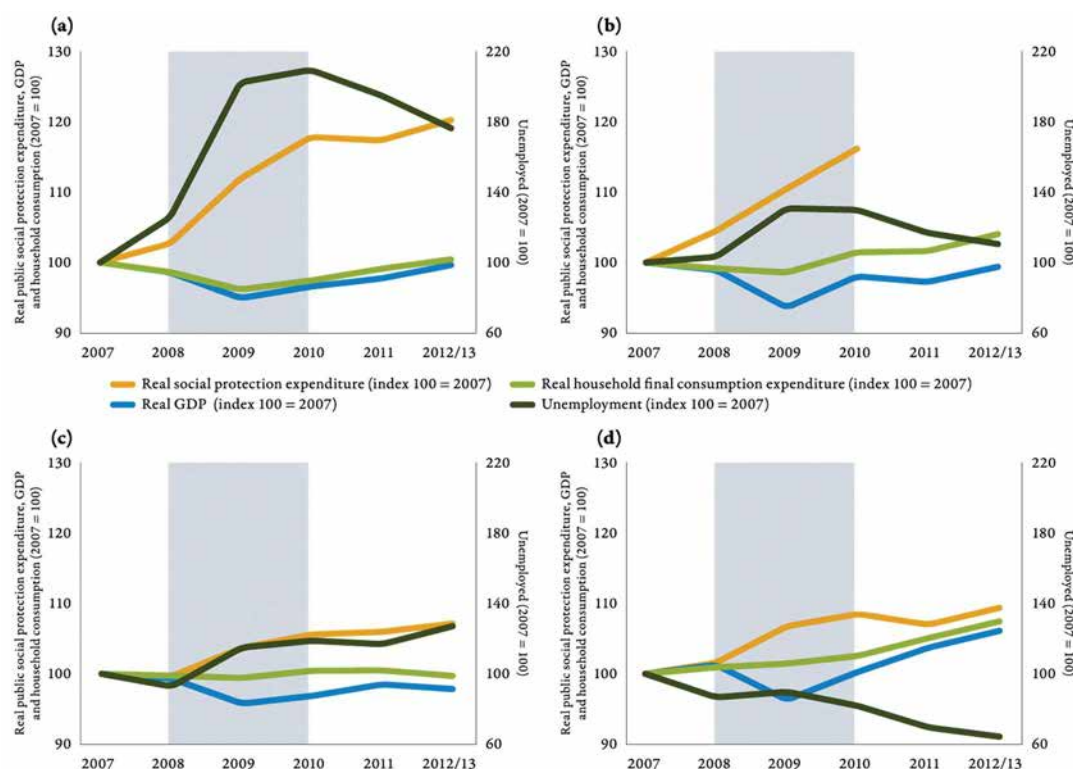 (a)
130
120
110
100
90
Real public social protection expenditure, GDP
and household consumption (2007 = 100)
220
180
140
100
60
Unemployed (2007 = 100)
2007 2008 2009 2010 2011 2012/13
(b)
130
120
110
100
90
Real public social protection expenditure, GDP
and household consumption (2007 = 100)
220
180
140
100
60
Unemployed (2007 = 100)
2007 2008 2009 2010 2011 2012/13
Real social protection expenditure (index 100 = 2007)
Real household final consumption expenditure (index 100 = 2007)
Real GDP (index 100 = 2007)
Unemployment (index 100 = 2007)
(c)
130
120
110
100
90
Real public social protection expenditure, GDP
and household consumption (2007 = 100)
220
180
140
100
60
Unemployed (2007 = 100)
2007 2008 2009 2010 2011 2012/13
(d)
130
120
110
100
90
Real public social protection expenditure, GDP
and household consumption (2007 = 100)
220
180
140
100
60
Unemployed (2007 = 100)
2007 2008 2009 2010 2011 2012/13